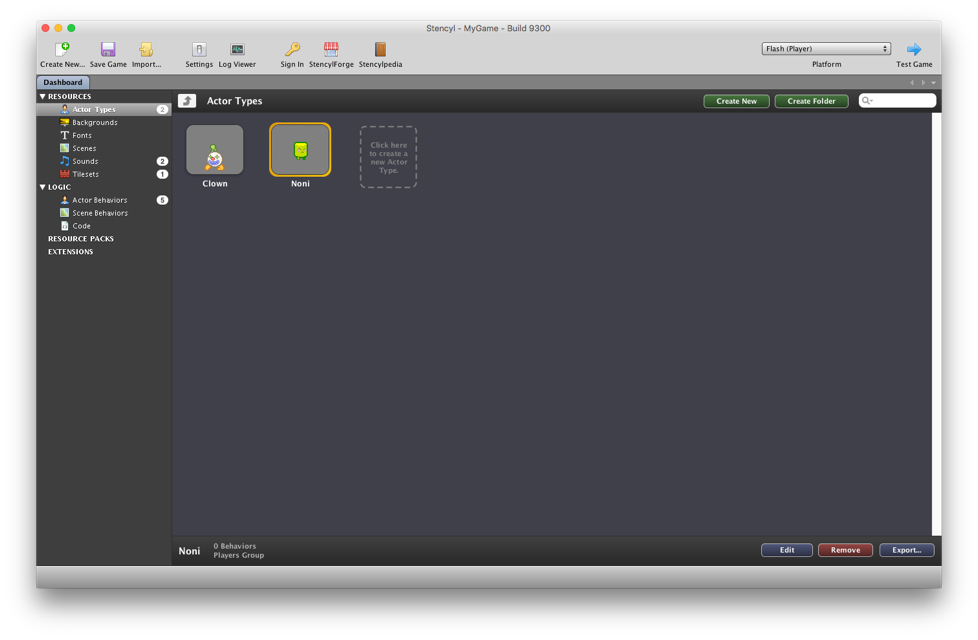 Stencyl - MyGame - Build 9300
Create New... Save Game Import... Settings Log Viewer Sign In StencylForge Stencylpedia
Flash (Player)
Platform
Test Game
Dashboard
RESOURCES
Actor Types 2
Backgrounds
Fonts
Scenes
Sounds 2
Tilesets 1
LOGIC
Actor Behaviors 5
Scene Behaviors
Code
RESOURCE PACKS
EXTENSIONS
Actor Types
Create New
Create Folder
Clown
Noni
Click here
to create a
new Actor
Type.
Noni
0 Behaviors
Players Group
Edit
Remove
Export...